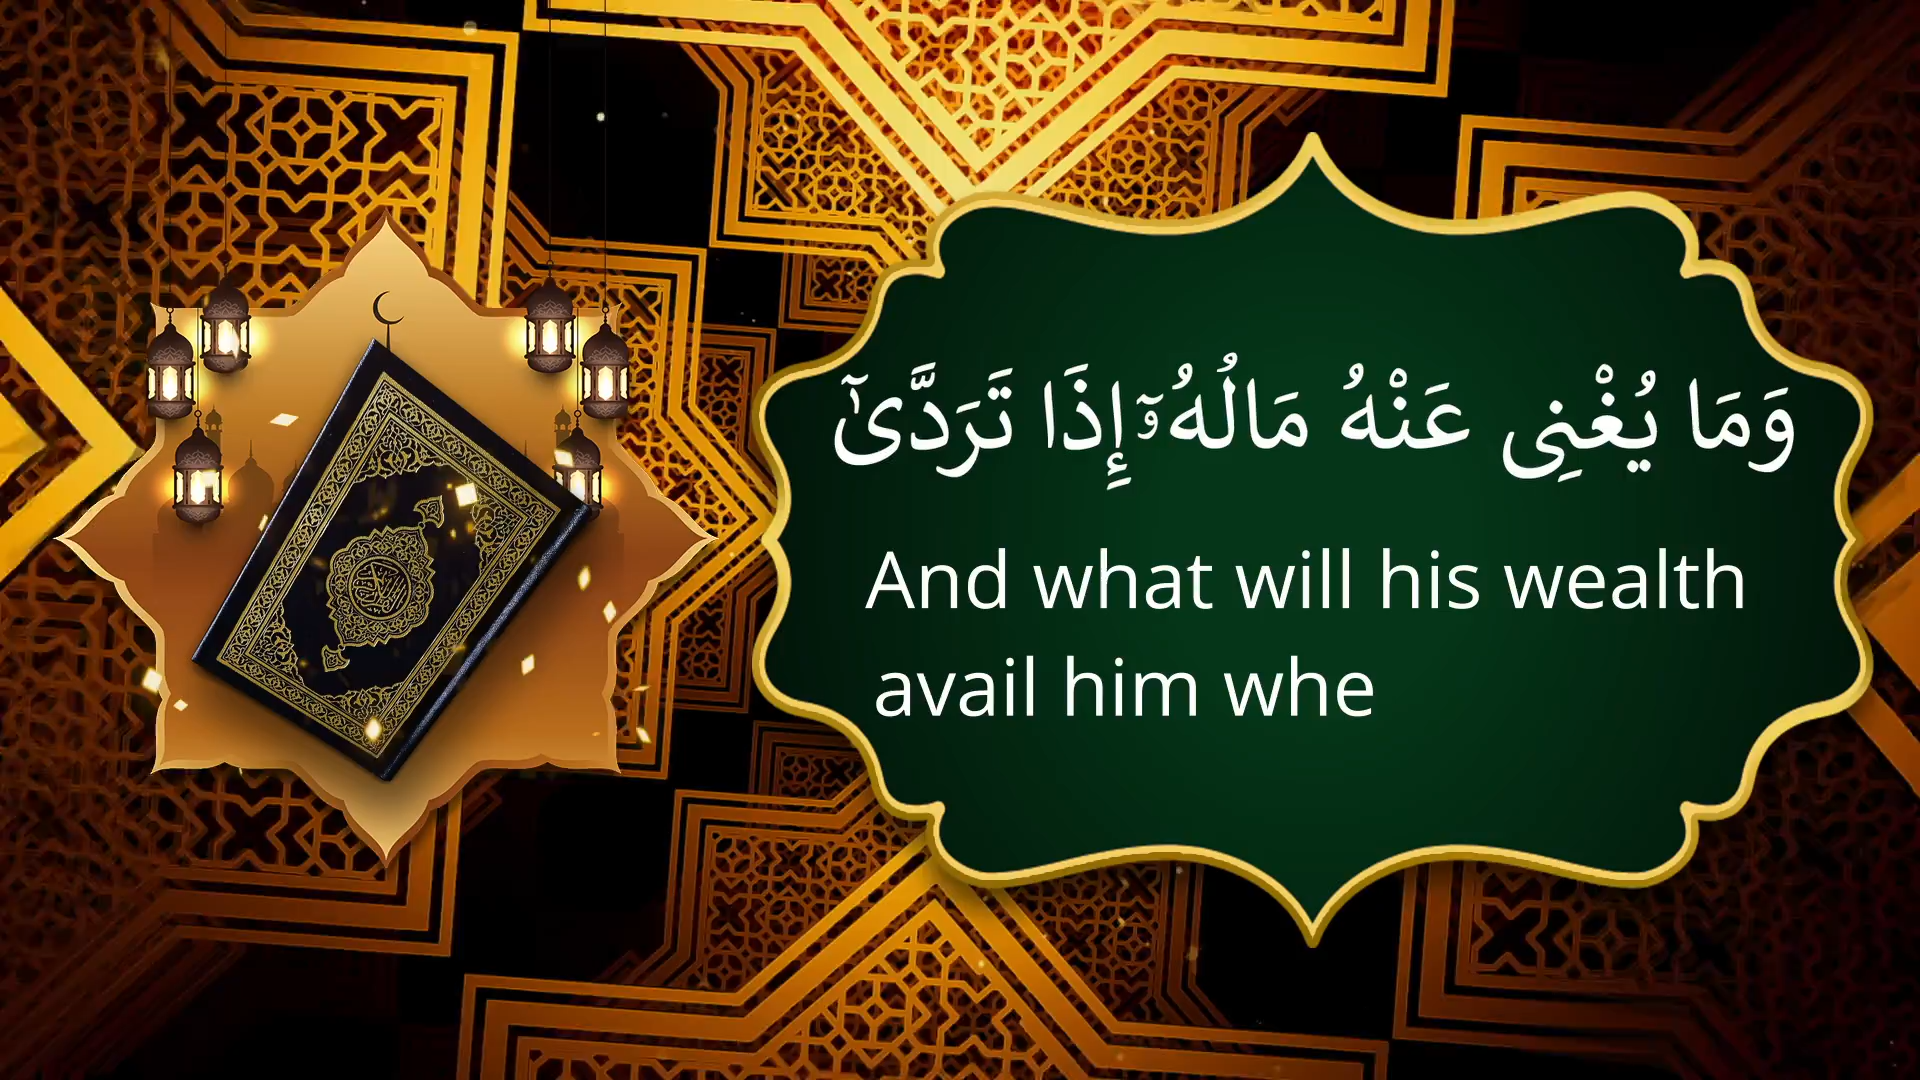 وَمَا يُغْنِى عَنْهُ مَالُهُۥٓ إِذَا تَرَدَّىٰٓ
And what will his wealth
avail him whe